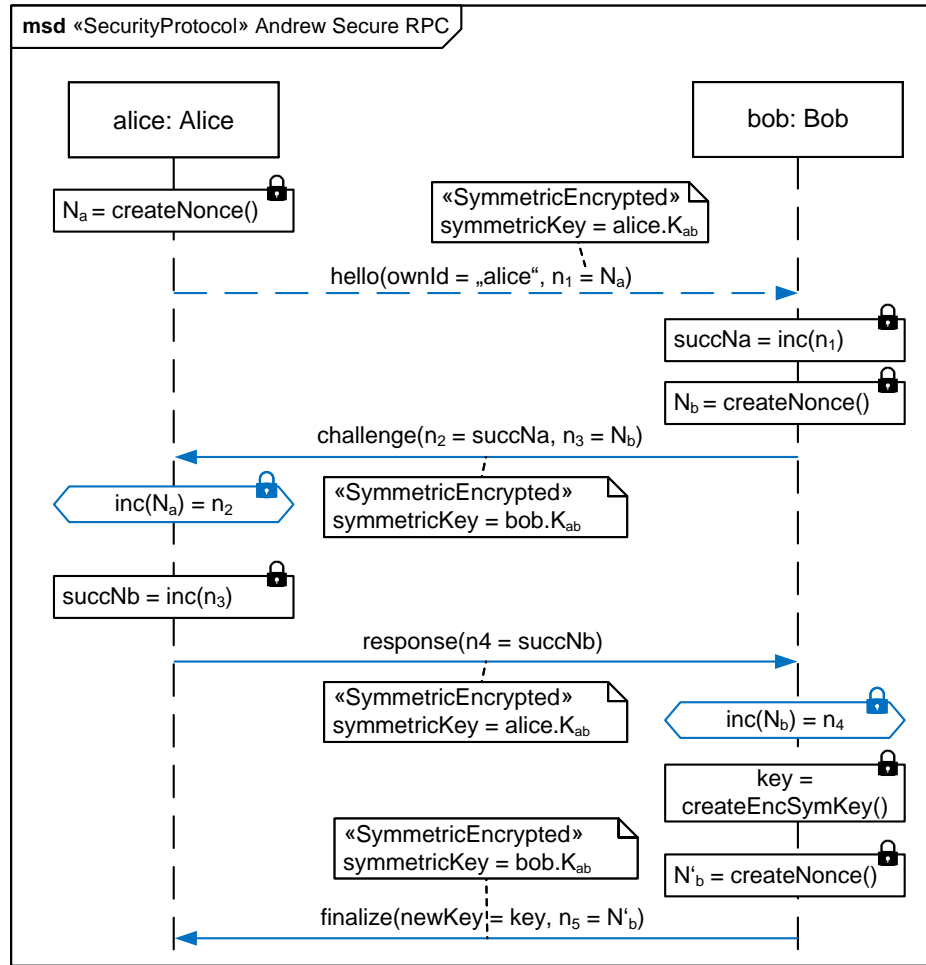 msd «SecurityProtocol» Andrew Secure RPC
alice: Alice
bob: Bob
Nₐ = createNonce()
«SymmetricEncrypted»
symmetricKey = alice.Kₐb
hello(ownId = „alice“, n₁ = Nₐ)
succNa = inc(n₁)
Nb = createNonce()
challenge(n₂ = succNa, n₃ = Nb)
inc(Nₐ) = n₂
«SymmetricEncrypted»
symmetricKey = bob.Kₐb
succNb = inc(n₃)
response(n4 = succNb)
«SymmetricEncrypted»
symmetricKey = alice.Kₐb
inc(Nb) = n₄
key =
createEncSymKey()
«SymmetricEncrypted»
symmetricKey = bob.Kₐb
N‘b = createNonce()
finalize(newKey = key, n₅ = N‘b)